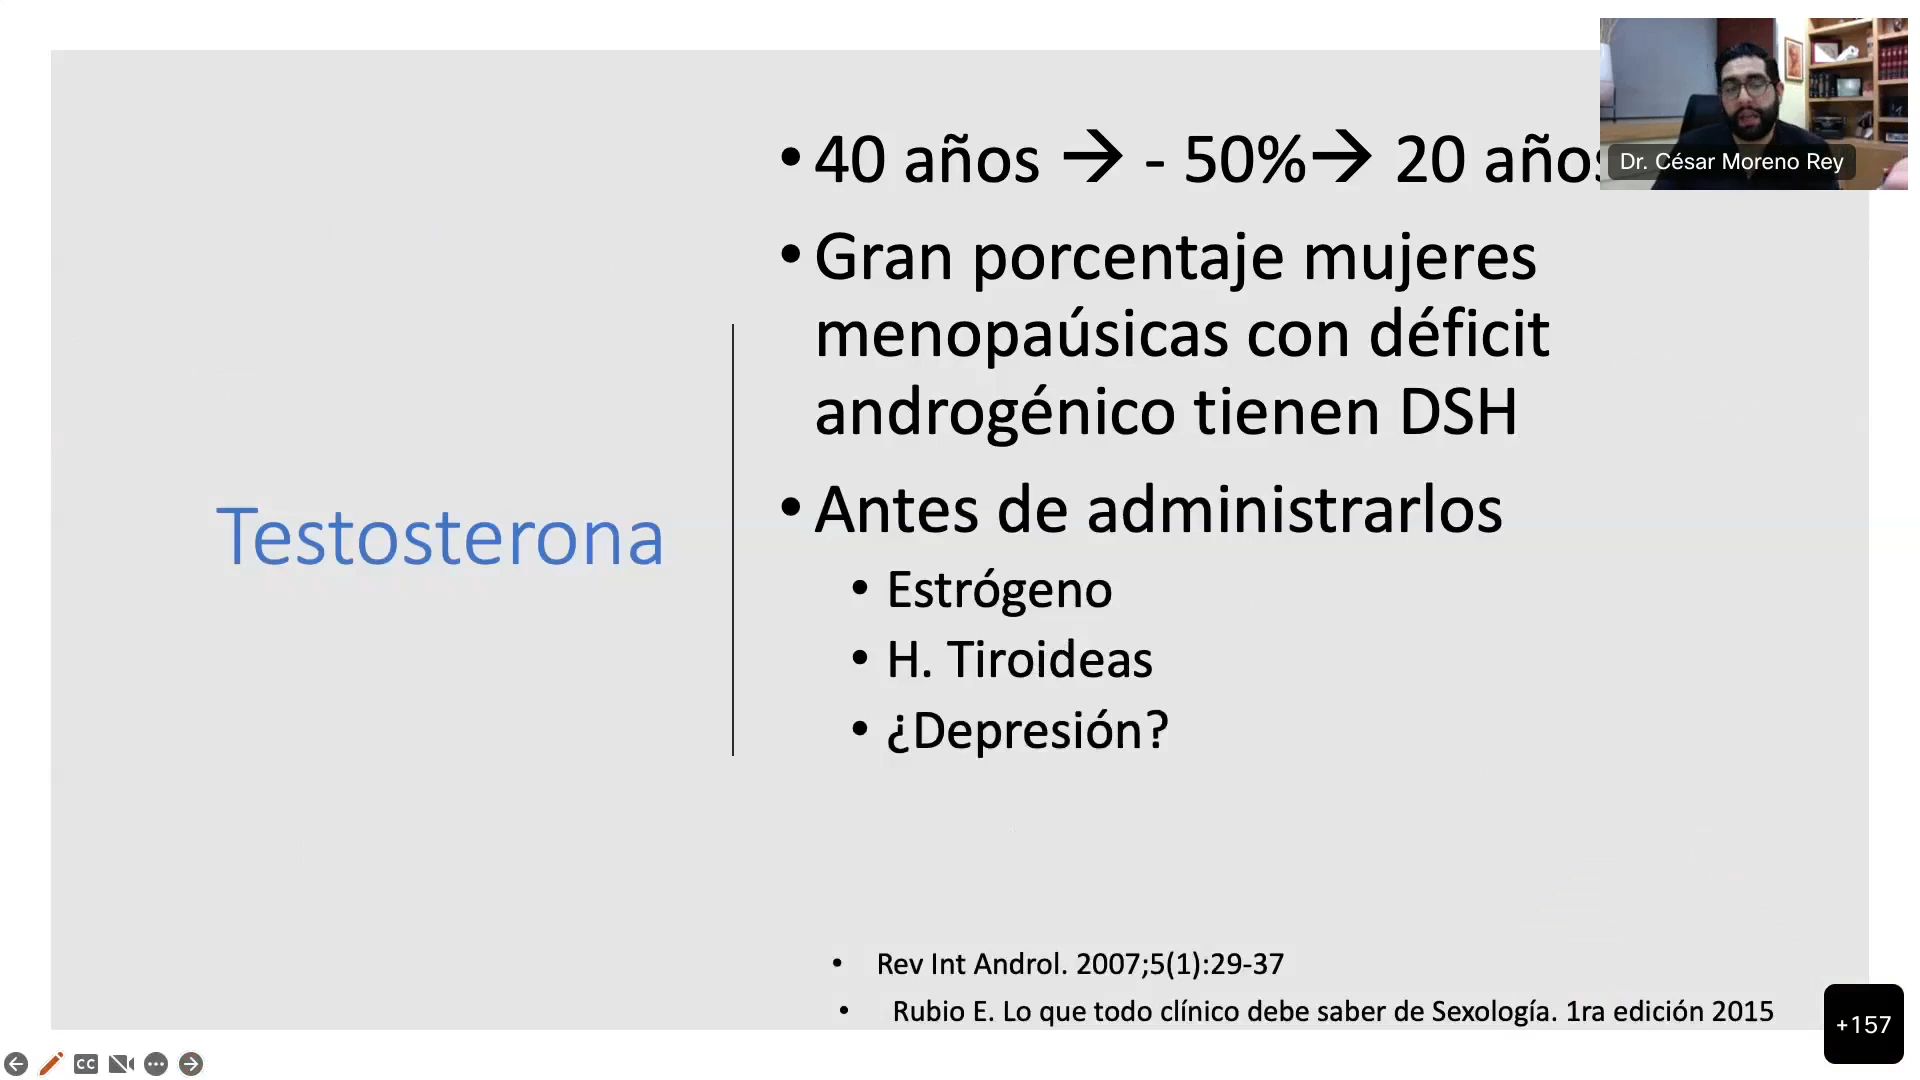 Testosterona
• 40 años → - 50%→ 20 años
• Gran porcentaje mujeres
menopaúsicas con déficit
androgénico tienen DSH
• Antes de administrarlos
• Estrógeno
• H. Tiroideas
• ¿Depresión?
• Rev Int Androl. 2007;5(1):29-37
• Rubio E. Lo que todo clínico debe saber de Sexología. 1ra edición 2015
Dr. César Moreno Rey
+157
CC